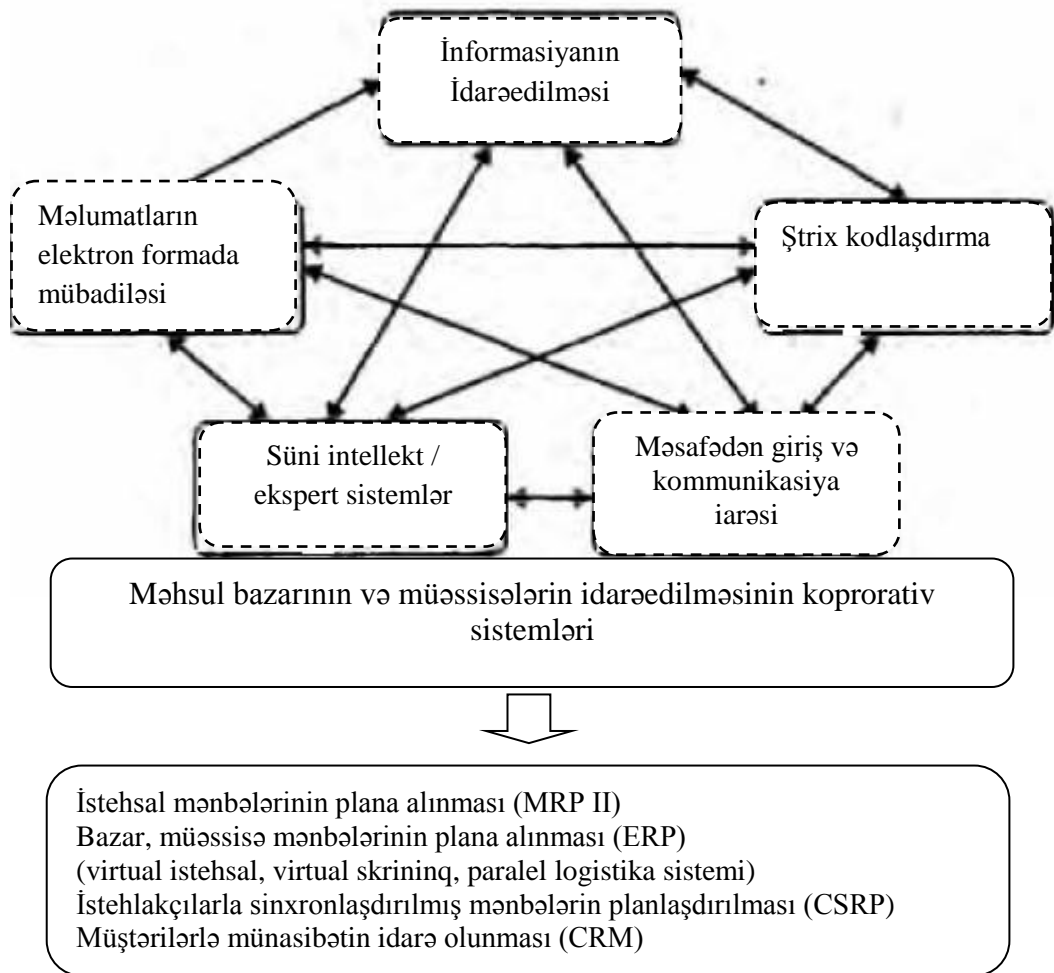 İnformasiyanın
İdarəedilməsi
Məlumatların
elektron formada
mübadiləsi
Ştrix kodlaşdırma
Süni intellekt /
ekspert sistemlər
Məsafədən giriş və
kommunikasiya
iarəsi
Məhsul bazarının və müəssisələrin idarəedilməsinin koprorativ
sistemləri
İstehsal mənbələrinin plana alınması (MRP II)
Bazar, müəssisə mənbələrinin plana alınması (ERP)
(virtual istehsal, virtual skrininq, paralel logistika sistemi)
İstehlakçılarla sinxronlaşdırılmış mənbələrin planlaşdırılması (CSRP)
Müştərilərlə münasibətin idarə olunması (CRM)